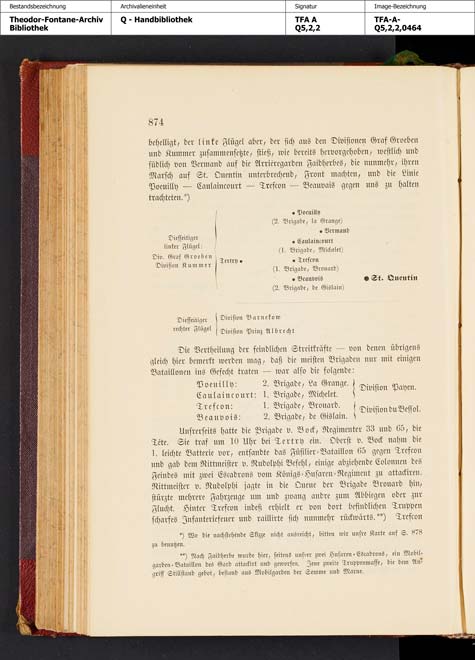 Bestandsbezeichnung Archivalieneinheit Signatur Image-Bezeichnung
Theodor-Fontane-Archiv Q - Handbibliothek TFA A TFA-A-
Bibliothek Q5,2,2 Q5,2,2,0464
874
behelligt, der linke Flügel aber, der sich aus den Divisionen Graf Groeben
und Kummer zusammensetzte, stieß, wie bereits hervorgehoben, westlich und
südlich von Vermand auf die Arrièregarden Faidherbes, die nunmehr, ihren
Marsch auf St. Quentin unterbrechend, Front machten, und die Linie
Poeuilly — Caulaincourt — Trefcon — Beauvois gegen uns zu halten
trachteten.*)
Poeuilly
(2. Brigade, la Grange)
Vermand
Caulaincourt
(1. Brigade, Michelet)
Diesseitiger
linker Flügel:
Div. Graf Groeben
Division Kummer
Tertry
Trefcon
(1. Brigade, Bronard)
Beauvois
(2. Brigade, de Gislain)
St. Quentin
Diesseitiger
rechter Flügel
Division Barnekow
Division Prinz Albrecht
Die Vertheilung der feindlichen Streitkräfte — von denen übrigens
gleich hier bemerkt werden mag, daß die meisten Brigaden nur mit einigen
Bataillonen ins Gefecht traten — war also die folgende:
Poeuilly: 2. Brigade, La Grange.
Caulaincourt: 1. Brigade, Michelet.
Division Payen.
Trefcon: 1. Brigade, Bronard.
Beauvois: 2. Brigade, de Gislain.
Division du Bessol.
Unsrerseits hatte die Brigade v. Bock, Regimenter 33 und 65, die
Tête. Sie traf um 10 Uhr bei Tertry ein. Oberst v. Bock nahm die
1. leichte Batterie vor, entsandte das Füsilier-Bataillon 65 gegen Trefcon
und gab dem Rittmeister v. Rudolphi Befehl, einige abziehende Colonnen des
Feindes mit zwei Escadrons vom Königs-Husaren-Regiment zu attackiren.
Rittmeister v. Rudolphi jagte in die Queue der Brigade Bronard hin,
stürzte mehrere Fahrzeuge um und zwang andre zum Abbiegen oder zur
Flucht. Hinter Trefcon indeß erhielt er von dort befindlichen Truppen
scharfes Infanteriefeuer und raillirte sich nunmehr rückwärts.**) Trefcon
*) Wo die nachstehende Skizze nicht ausreicht, bitten wir unsre Karte auf S. 878
zu benutzen.
**) Nach Faidherbe wurde hier, seitens unsrer zwei Husaren-Escadrons, ein Mobil-
garden-Bataillon des Gard attackirt und geworfen. Jene zweite Truppenmasse, die dem An-
griff Stillstand gebot, bestand aus Mobilgarden der Somme und Marne.